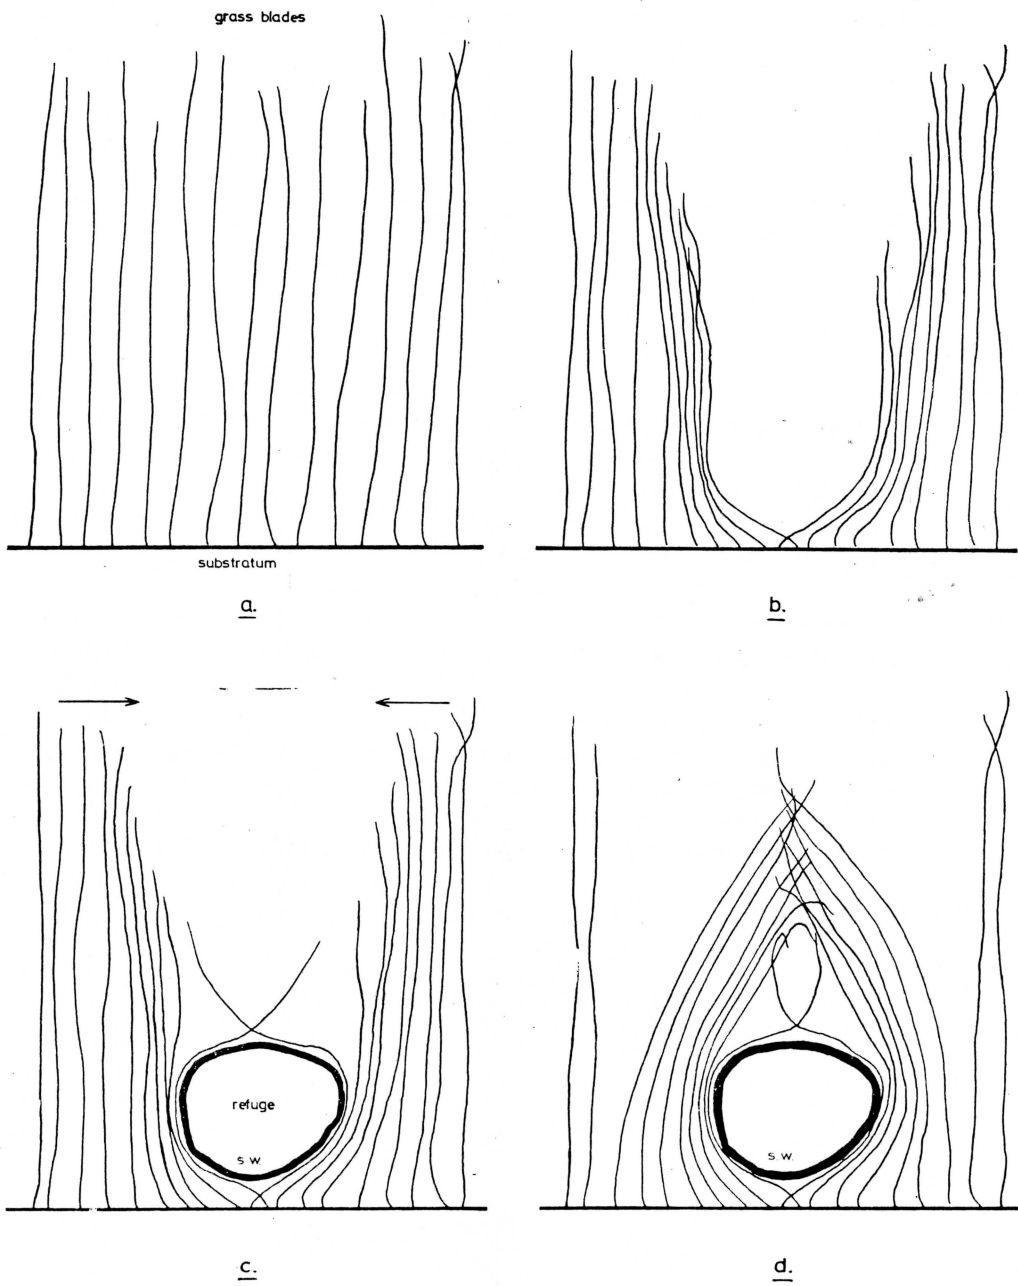 grass blades
substratum
a.
b.
refuge
s.w.
c.
s.w.
d.